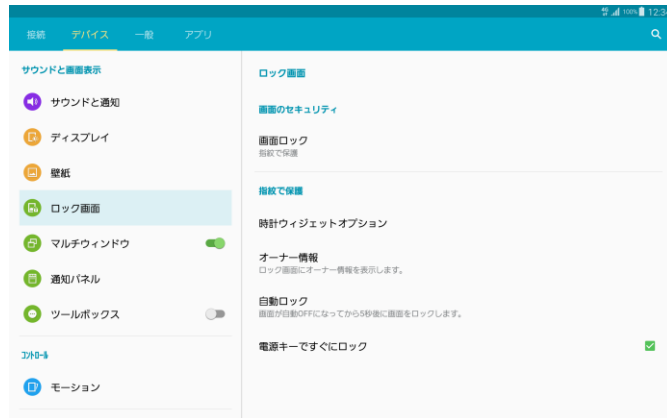 4G 100% 12:34
接続 デバイス 一般 アプリ
サウンドと画面表示
サウンドと通知
ディスプレイ
壁紙
ロック画面
マルチウィンドウ
通知パネル
ツールボックス
コントロール
モーション
ロック画面
画面のセキュリティ
画面ロック
指紋で保護
指紋で保護
時計ウィジェットオプション
オーナー情報
ロック画面にオーナー情報を表示します。
自動ロック
画面が自動OFFになってから5秒後に画面をロックします。
電源キーですぐにロック